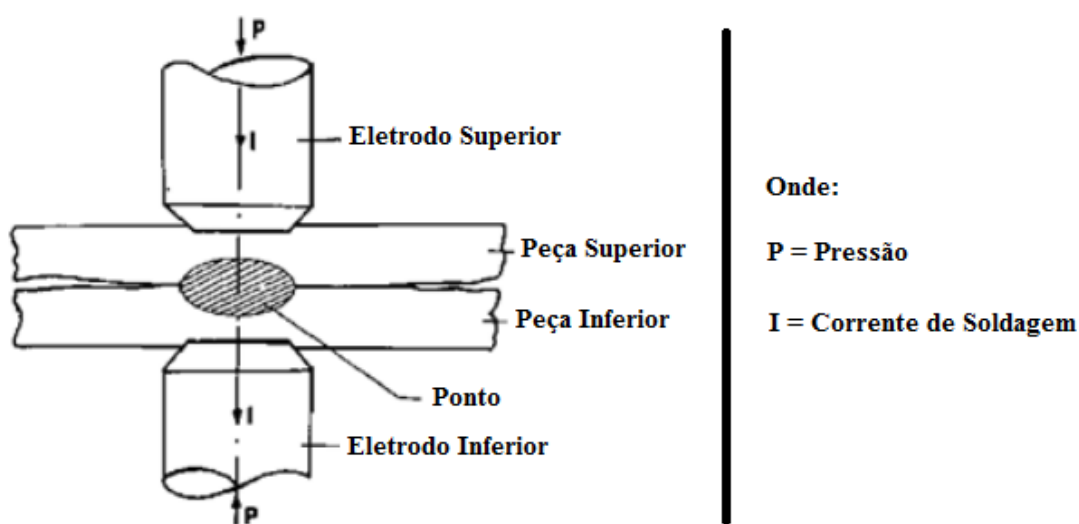 P
I
Eletrodo Superior
Onde:
P = Pressão
Peça Superior
Peça Inferior
I = Corrente de Soldagem
Ponto
I
Eletrodo Inferior
P